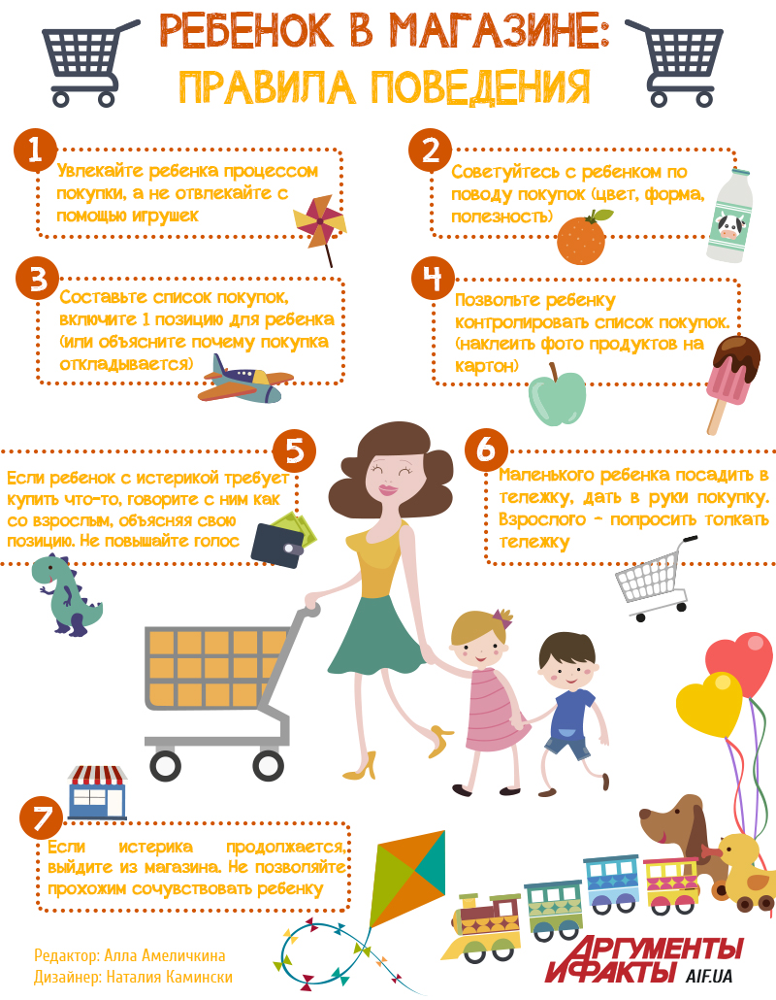 РЕБЕНОК В МАГАЗИНЕ:
ПРАВИЛА ПОВЕДЕНИЯ
1
Увлекайте ребенка процессом
покупки, а не отвлекайте с
помощью игрушек
2
Советуйтесь с ребенком по
поводу покупок (цвет, форма,
полезность)
3
Составьте список покупок,
включите 1 позицию для ребенка
(или объясните почему покупка
откладывается)
4
Позвольте ребенку
контролировать список покупок.
(наклеить фото продуктов на
картон)
5
Если ребенок с истерикой требует
купить что-то, говорите с ним как
со взрослым, объясняя свою
позицию. Не повышайте голос
6
Маленького ребенка посадить в
тележку, дать в руки покупку.
Взрослого - попросить толкать
тележку
7
Если истерика продолжается,
выйдите из магазина. Не позволяйте
прохожим сочувствовать ребенку
Редактор: Алла Амеличкина
Дизайнер: Наталия Камински
АРГУМЕНТЫ
И ФАКТЫ AIF.UA